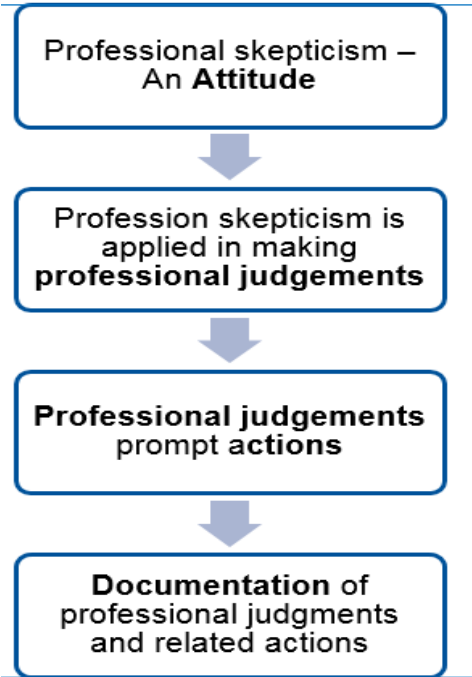 Professional skepticism –
An Attitude
Profession skepticism is
applied in making
professional judgements
Professional judgements
prompt actions
Documentation of
professional judgments
and related actions